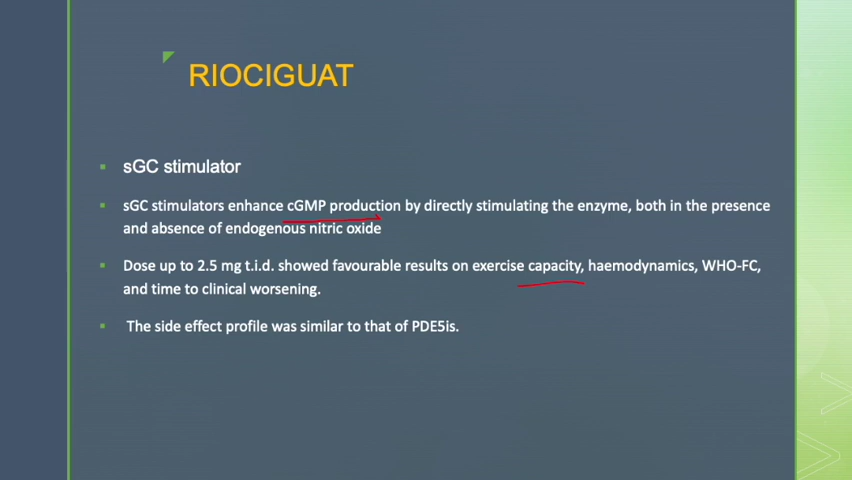 RIOCIGUAT
sGC stimulator
sGC stimulators enhance cGMP production by directly stimulating the enzyme, both in the presence
and absence of endogenous nitric oxide
Dose up to 2.5 mg t.i.d. showed favourable results on exercise capacity, haemodynamics, WHO-FC,
and time to clinical worsening.
The side effect profile was similar to that of PDE5is.